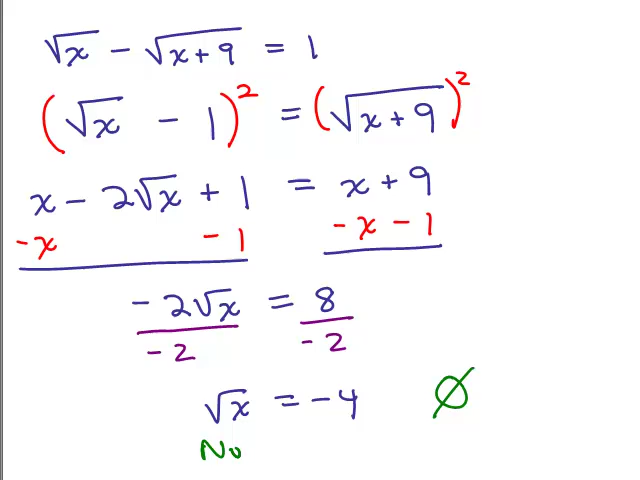 √x − √(x+9) = 1
(√x − 1)² = (√(x+9))²
x − 2√x + 1 = x + 9
-x − 1 − x − 1
− 2√x = 8
− 2 − 2
√x = − 4 ∅
No